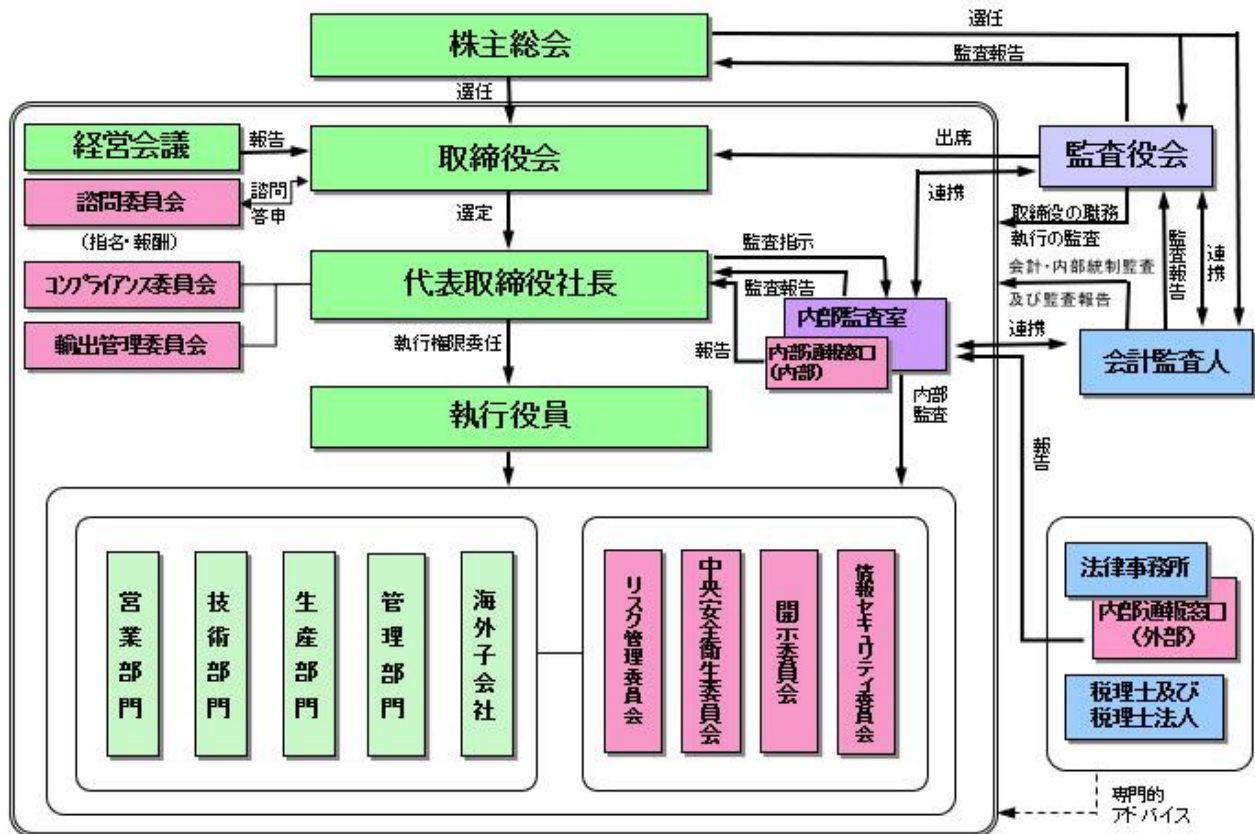 株主総会
選任
監査報告
選任
経営会議
報告
取締役会
出席
監査役会
諮問委員会
諮問
答申
(指名・報酬)
選定
連携
取締役の職務
執行の監査
会計・内部統制監査
及び監査報告
監査報告
連携
コンプライアンス委員会
代表取締役社長
監査指示
監査報告
内部監査室
輸出管理委員会
執行権限委任
報告
内部通報窓口
(内部)
連携
会計監査人
執行役員
内部
監査
報告
営業部門
技術部門
生産部門
管理部門
海外子会社
リスク管理委員会
中央安全衛生委員会
開示委員会
情報セキュリティ委員会
法律事務所
内部通報窓口
(外部)
税理士及び
税理士法人
専門的
アドバイス